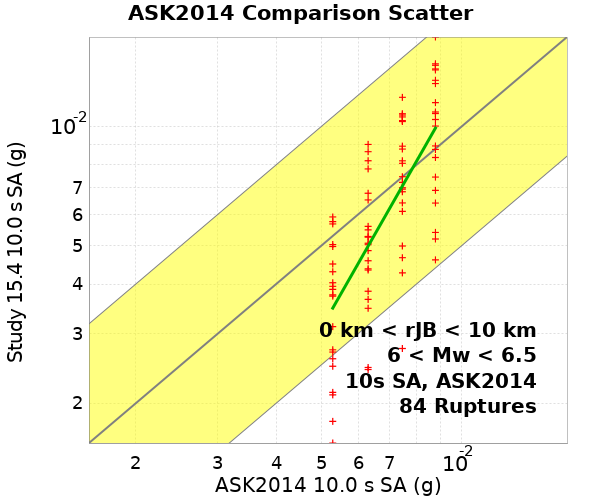 ASK2014 Comparison Scatter
Study 15.4 10.0 s SA (g)
10-2
7
6
5
4
3
2
0 km < rJB < 10 km
6 < Mw < 6.5
10s SA, ASK2014
84 Ruptures
2 3 4 5 6 7 10-2
ASK2014 10.0 s SA (g)